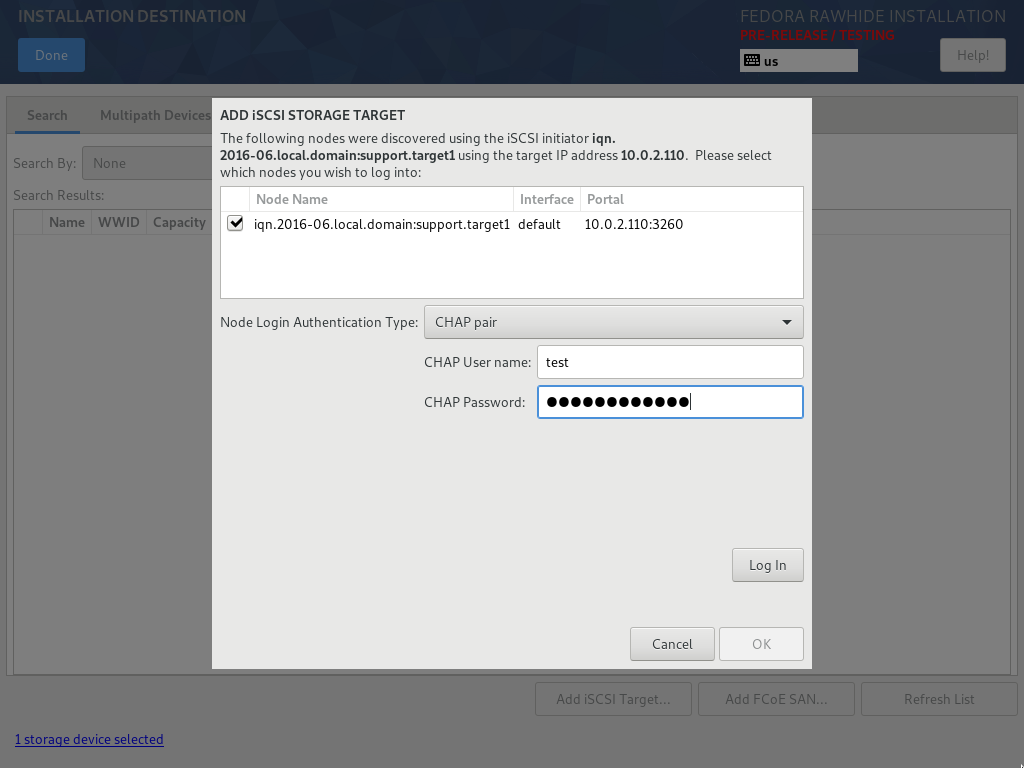 INSTALLATION DESTINATION
FEDORA RAWHIDE INSTALLATION
PRE-RELEASE / TESTING
Done
us
Help!
Search
Multipath Devices
ADD iSCSI STORAGE TARGET
The following nodes were discovered using the iSCSI initiator iqn.
2016-06.local.domain:support.target1 using the target IP address 10.0.2.110.  Please select
which nodes you wish to log into:
Search By:
None
Search Results:
Name
WWID
Capacity
Node Name
Interface
Portal
iqn.2016-06.local.domain:support.target1
default
10.0.2.110:3260
Node Login Authentication Type:
CHAP pair
CHAP User name:
test
CHAP Password:
●●●●●●●●●●●●
Log In
Cancel
OK
Add iSCSI Target...
Add FCoE SAN...
Refresh List
1 storage device selected